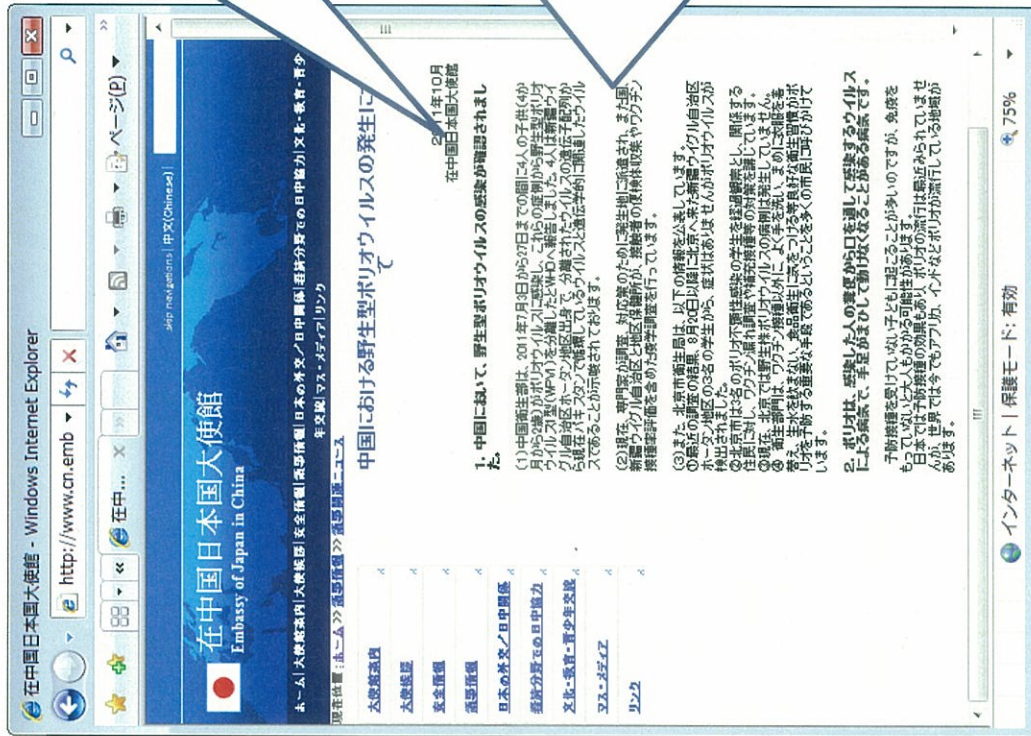 在中国日本国大使館 - Windows Internet Explorer
http://www.cn.emb
在中...
ページ(P)
skip navigations | 中文(Chinese) |
在中国日本国大使館
Embassy of Japan in China
ホーム | 大使館案内 | 大使挨拶 | 安全情報 | 領事情報 | 日本の外交/日中関係 | 経済分野での日中協力 | 文化・教育・青少
年交流 | マス・メディア | リンク
現在位置 : ホーム >> 領事情報 >> 領事関連ニュース
大使館案内
大使挨拶
安全情報
領事情報
日本の外交/日中関係
経済分野での日中協力
文化・教育・青少年交流
マス・メディア
リンク
中国における野生型ポリオウィルスの発生に
て
11年10月
在中国日本国大使館
1. 中国において、野生型ポリオウイルスの感染が確認されまし
た。
(1)中国衛生部は、2011年7月3日から27日までの間に4人の子供(4か
月から2歳)がポリオウイルスに感染し、これらの症例から野生型ポリオ
ウイルスI型(WPV1)を分離したとWHOへ報告しました。4人は新疆ウイ
グル自治区ホータン地区出身で、分離されたウイルスの遺伝子配列か
ら現在パキスタンで循環しているウイルスと遺伝学的に関連したウイル
スであることが示唆されております。
(2)現在、専門家が調査、対応策のために発生地に派遣され、また国、
新疆ウイグル自治区と地区保健所が、接触者の便検体収集やワクチン
接種率評価を含めた疫学調査を行っています。
(3)また、北京市衛生局は、以下の情報を公表しています。
①最近の調査の結果、8月20日以降に北京へ来た新疆ウイグル自治区
ホータン地区の3名の学生から、症状はありませんがポリオウイルスが
検出されました。
②北京市は3名のポリオ不顕性感染の学生を経過観察とし、関係する
住民に対し、ワクチン漏れ調査や補充接種等の対策を講じています。
③現在、北京では野生株ポリオウイルスの病例は発生していません。
④ 衛生部門は、ワクチン接種以外に、よく手を洗い、まめに衣服を着
替え、生水を飲まない、食品衛生に気をつける等良好な衛生習慣がポ
リオを予防する重要な手段であるということを多くの市民に呼びかけて
います。
2. ポリオは、感染した人の糞便から口を通して感染するウイルス
による病気で、手足がまひして動けなくなることがある病気です。
予防接種を受けていない子どもに起こることが多いのですが、免疫を
もっていないと大人もかかる可能性があります。
日本では予防接種の効果もあり、ポリオの流行は最近みられていませ
んが、世界では今でもアフリカ、インドなどポリオが流行している地域が
あります。
インターネット | 保護モード: 有効
75%